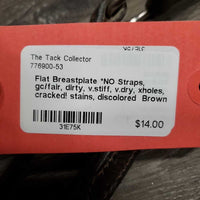 The Tack Collector
776900-53
Flat Breastplate *NO Straps,
gc/fair, dirty, v.stiff, v.dry, xholes,
cracked! stains, discolored Brown
31E75K
$14.00